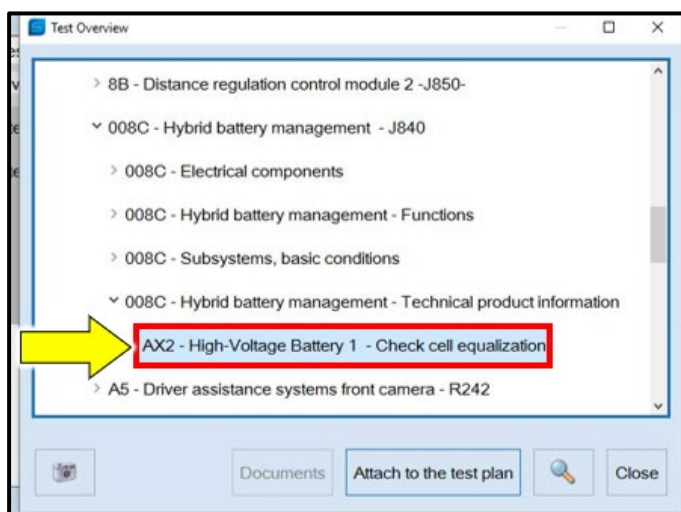 Test Overview
8B - Distance regulation control module 2 -J850-
008C - Hybrid battery management - J840
008C - Electrical components
008C - Hybrid battery management - Functions
008C - Subsystems, basic conditions
008C - Hybrid battery management - Technical product information
AX2 - High-Voltage Battery 1 - Check cell equalization
A5 - Driver assistance systems front camera - R242
Documents
Attach to the test plan
Close